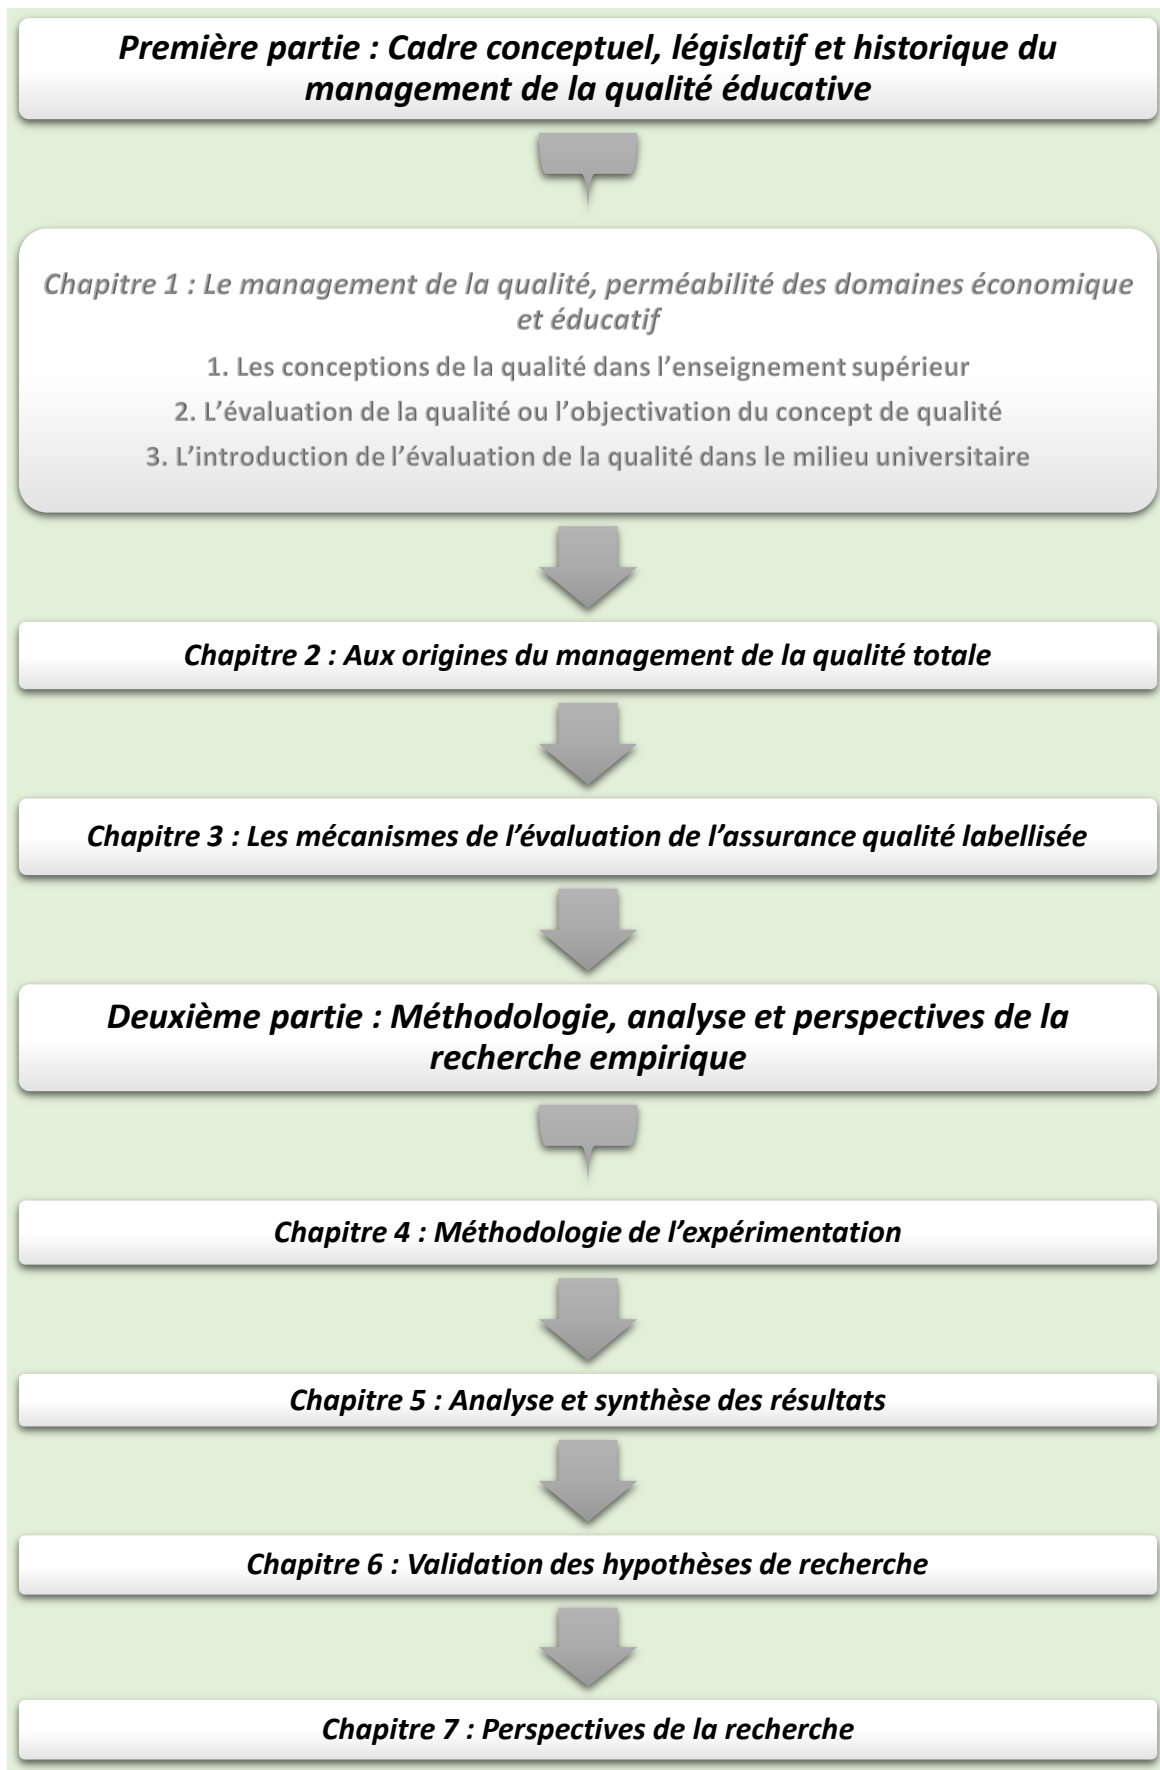 Première partie : Cadre conceptuel, législatif et historique du
management de la qualité éducative
Chapitre 1 : Le management de la qualité, perméabilité des domaines économique
et éducatif
1. Les conceptions de la qualité dans l’enseignement supérieur
2. L’évaluation de la qualité ou l’objectivation du concept de qualité
3. L’introduction de l’évaluation de la qualité dans le milieu universitaire
Chapitre 2 : Aux origines du management de la qualité totale
Chapitre 3 : Les mécanismes de l’évaluation de l’assurance qualité labellisée
Deuxième partie : Méthodologie, analyse et perspectives de la
recherche empirique
Chapitre 4 : Méthodologie de l’expérimentation
Chapitre 5 : Analyse et synthèse des résultats
Chapitre 6 : Validation des hypothèses de recherche
Chapitre 7 : Perspectives de la recherche